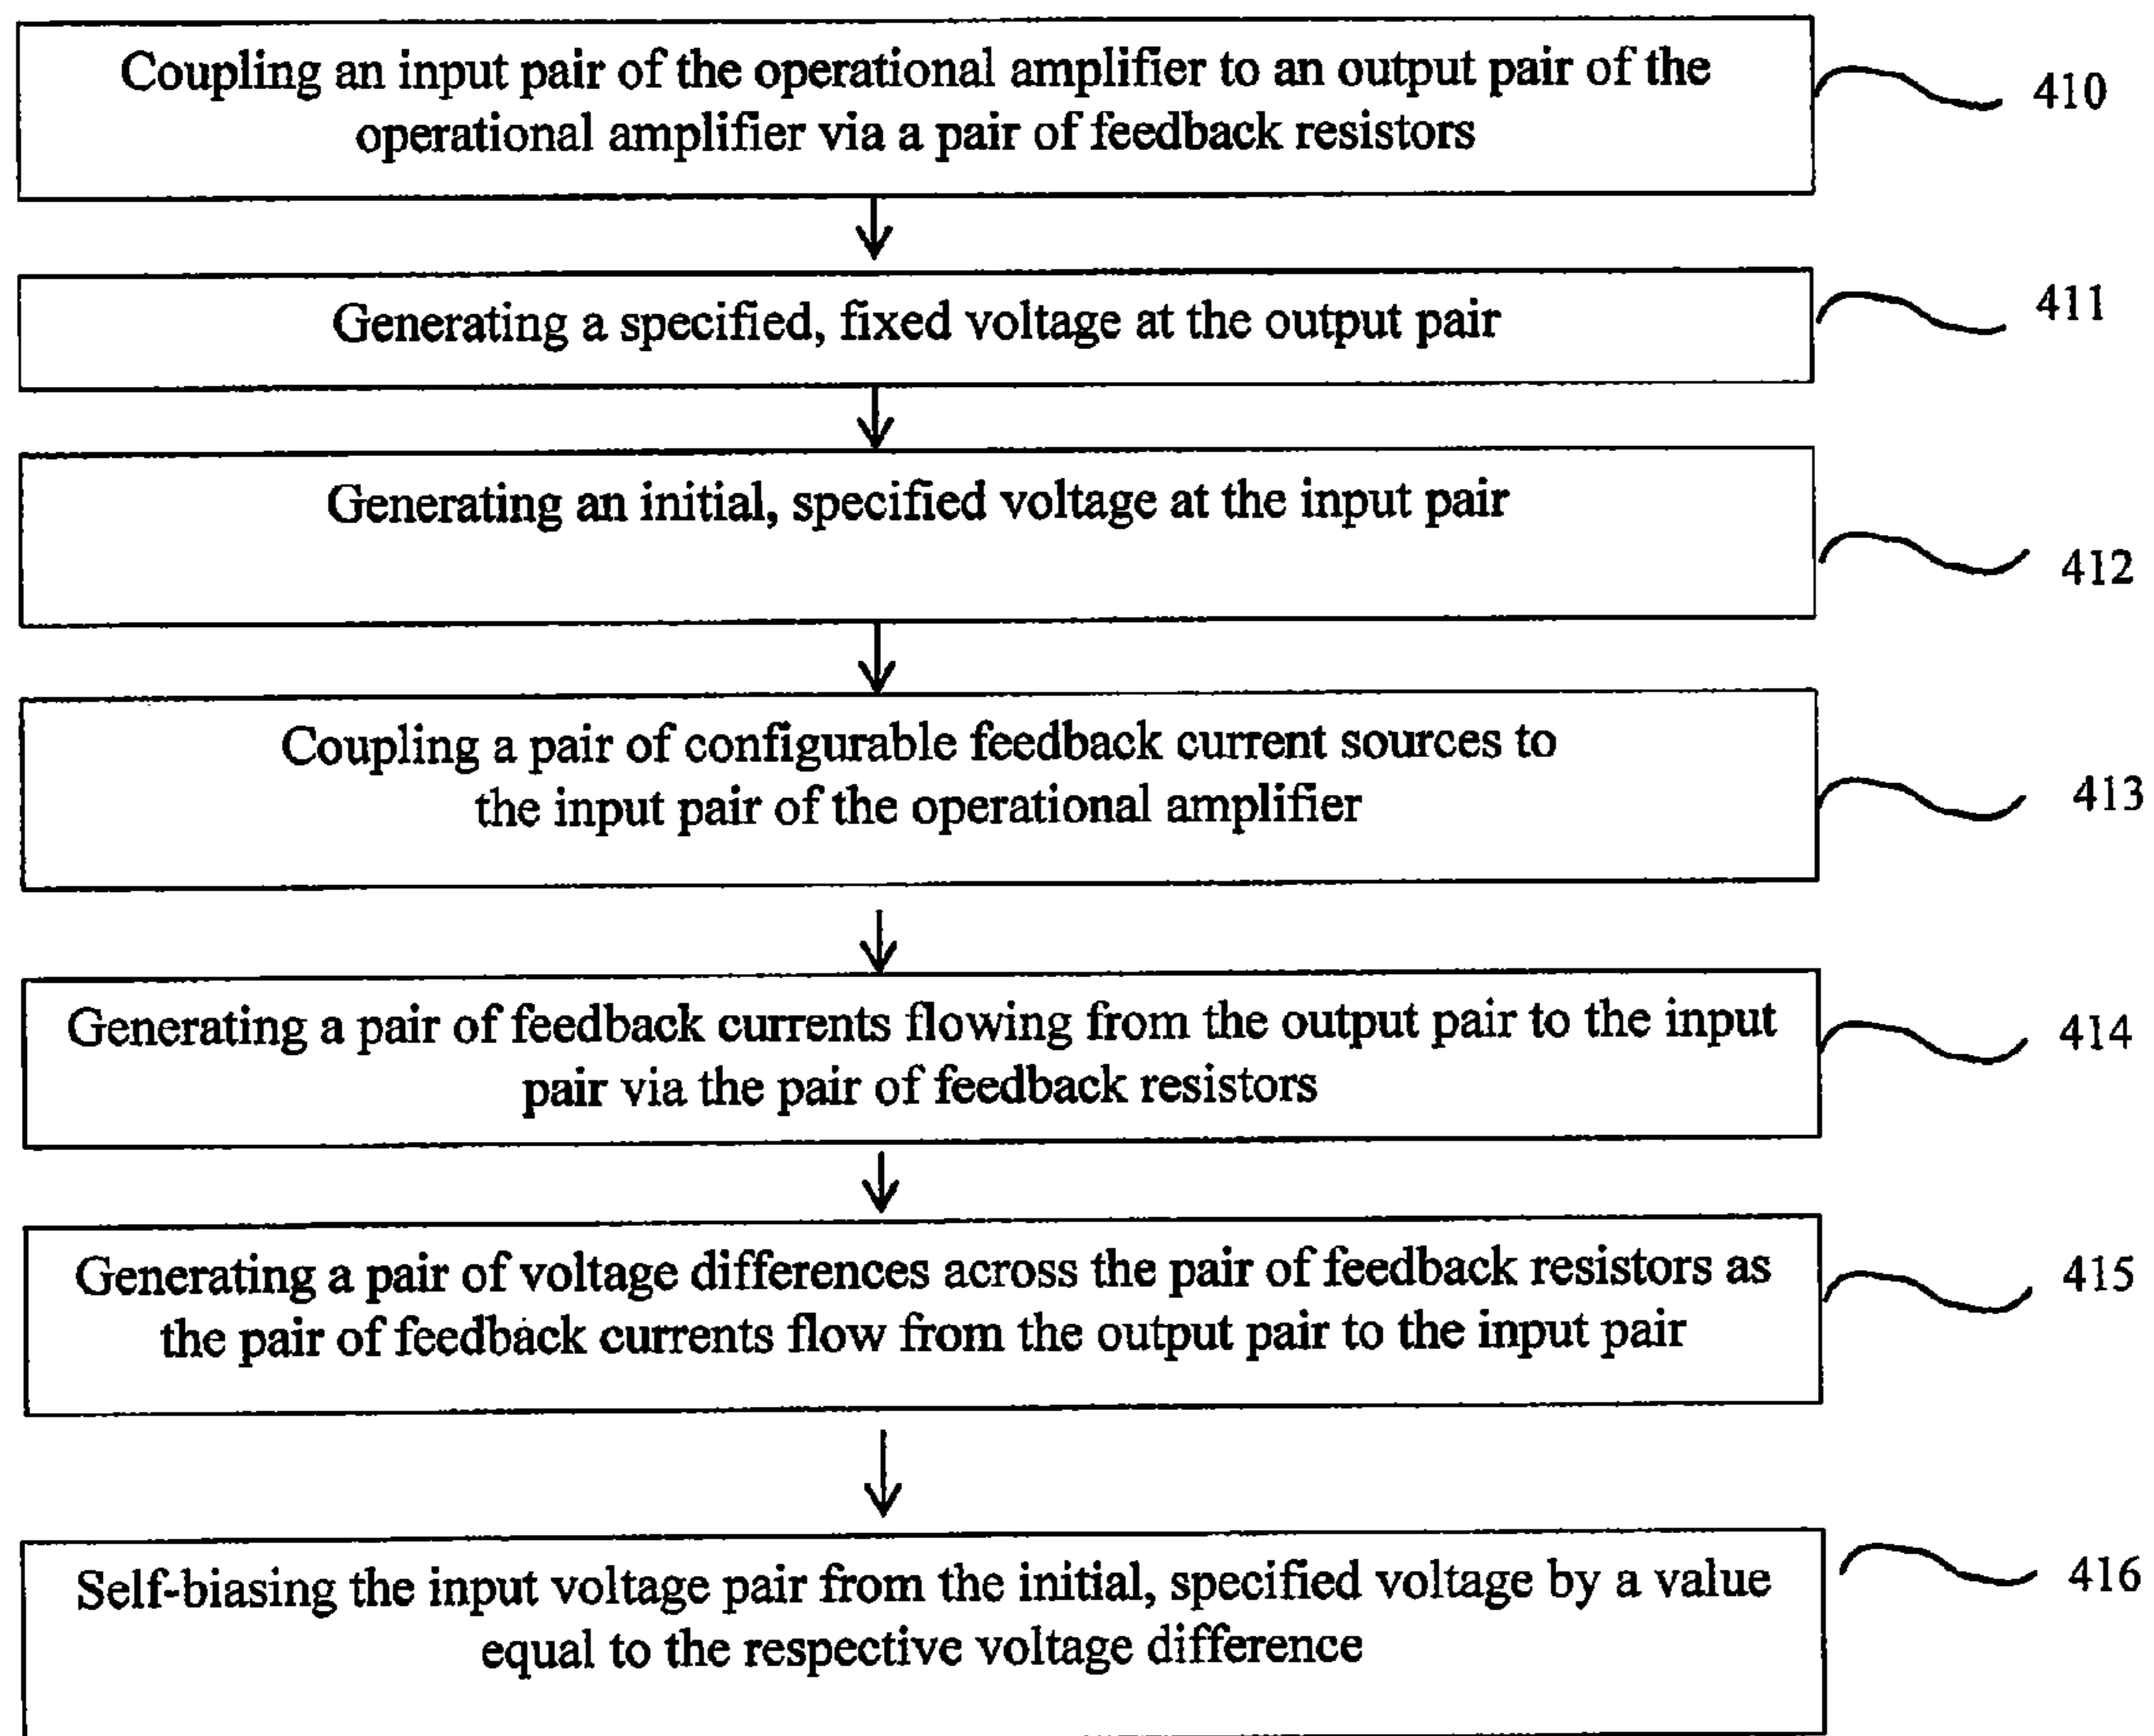 Coupling an input pair of the operational amplifier to an output pair of the
operational amplifier via a pair of feedback resistors
410
Generating a specified, fixed voltage at the output pair
411
Generating an initial, specified voltage at the input pair
412
Coupling a pair of configurable feedback current sources to
the input pair of the operational amplifier
413
Generating a pair of feedback currents flowing from the output pair to the input
pair via the pair of feedback resistors
414
Generating a pair of voltage differences across the pair of feedback resistors as
the pair of feedback currents flow from the output pair to the input pair
415
Self-biasing the input voltage pair from the initial, specified voltage by a value
equal to the respective voltage difference
416